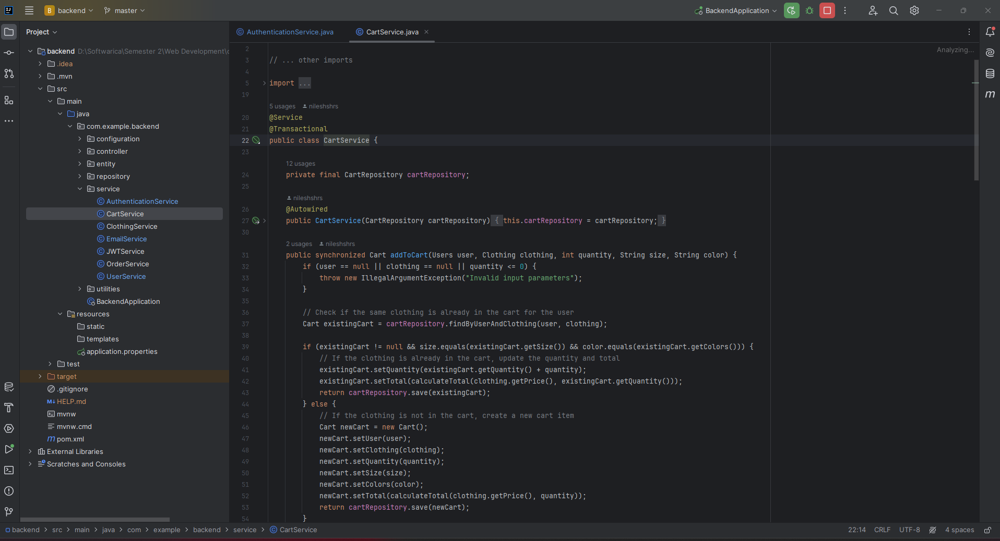 backend
master
BackendApplication
Project
AuthenticationService.java
CartService.java
backend D:\Softwarica\Semester 2\Web Development\c
.idea
.mvn
src
main
java
com.example.backend
configuration
controller
entity
repository
service
AuthenticationService
CartService
ClothingService
EmailService
JWTService
OrderService
UserService
utilities
BackendApplication
resources
static
templates
application.properties
test
target
.gitignore
M↓ HELP.md
mvnw
mvnw.cmd
m pom.xml
External Libraries
Scratches and Consoles
Analyzing...
2
3 // ... other imports
4
5 import ...
19
5 usages nileshshrs
20 @Service
21 @Transactional
22 public class CartService {
23
12 usages
24 private final CartRepository cartRepository;
25
nileshshrs
26 @Autowired
27 public CartService(CartRepository cartRepository) { this.cartRepository = cartRepository; }
30
2 usages nileshshrs
31 public synchronized Cart addToCart(Users user, Clothing clothing, int quantity, String size, String color) {
32 if (user == null || clothing == null || quantity <= 0) {
33 throw new IllegalArgumentException("Invalid input parameters");
34 }
35
36 // Check if the same clothing is already in the cart for the user
37 Cart existingCart = cartRepository.findByUserAndClothing(user, clothing);
38
39 if (existingCart != null && size.equals(existingCart.getSize()) && color.equals(existingCart.getColors())) {
40 // If the clothing is already in the cart, update the quantity and total
41 existingCart.setQuantity(existingCart.getQuantity() + quantity);
42 existingCart.setTotal(calculateTotal(clothing.getPrice(), existingCart.getQuantity()));
43 return cartRepository.save(existingCart);
44 } else {
45 // If the clothing is not in the cart, create a new cart item
46 Cart newCart = new Cart();
47 newCart.setUser(user);
48 newCart.setClothing(clothing);
49 newCart.setQuantity(quantity);
50 newCart.setSize(size);
51 newCart.setColors(color);
52 newCart.setTotal(calculateTotal(clothing.getPrice(), quantity));
53 return cartRepository.save(newCart);
54 }
backend > src > main > java > com > example > backend > service > CartService
22:14 CRLF UTF-8 4 spaces